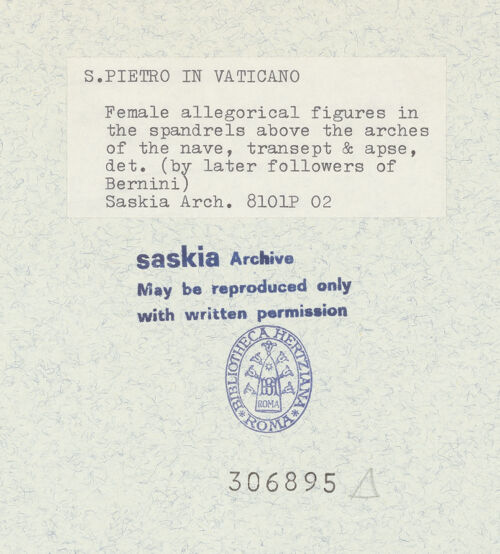 S.PIETRO IN VATICANO
Female allegorical figures in
the spandrels above the arches
of the nave, transept & apse,
det. (by later followers of
Bernini)
Saskia Arch. 8101P 02
saskia Archive
May be reproduced only
with written permission
BIBLIOTHECA HERTZIANA
BH
ROMA
* ROMA *
306895